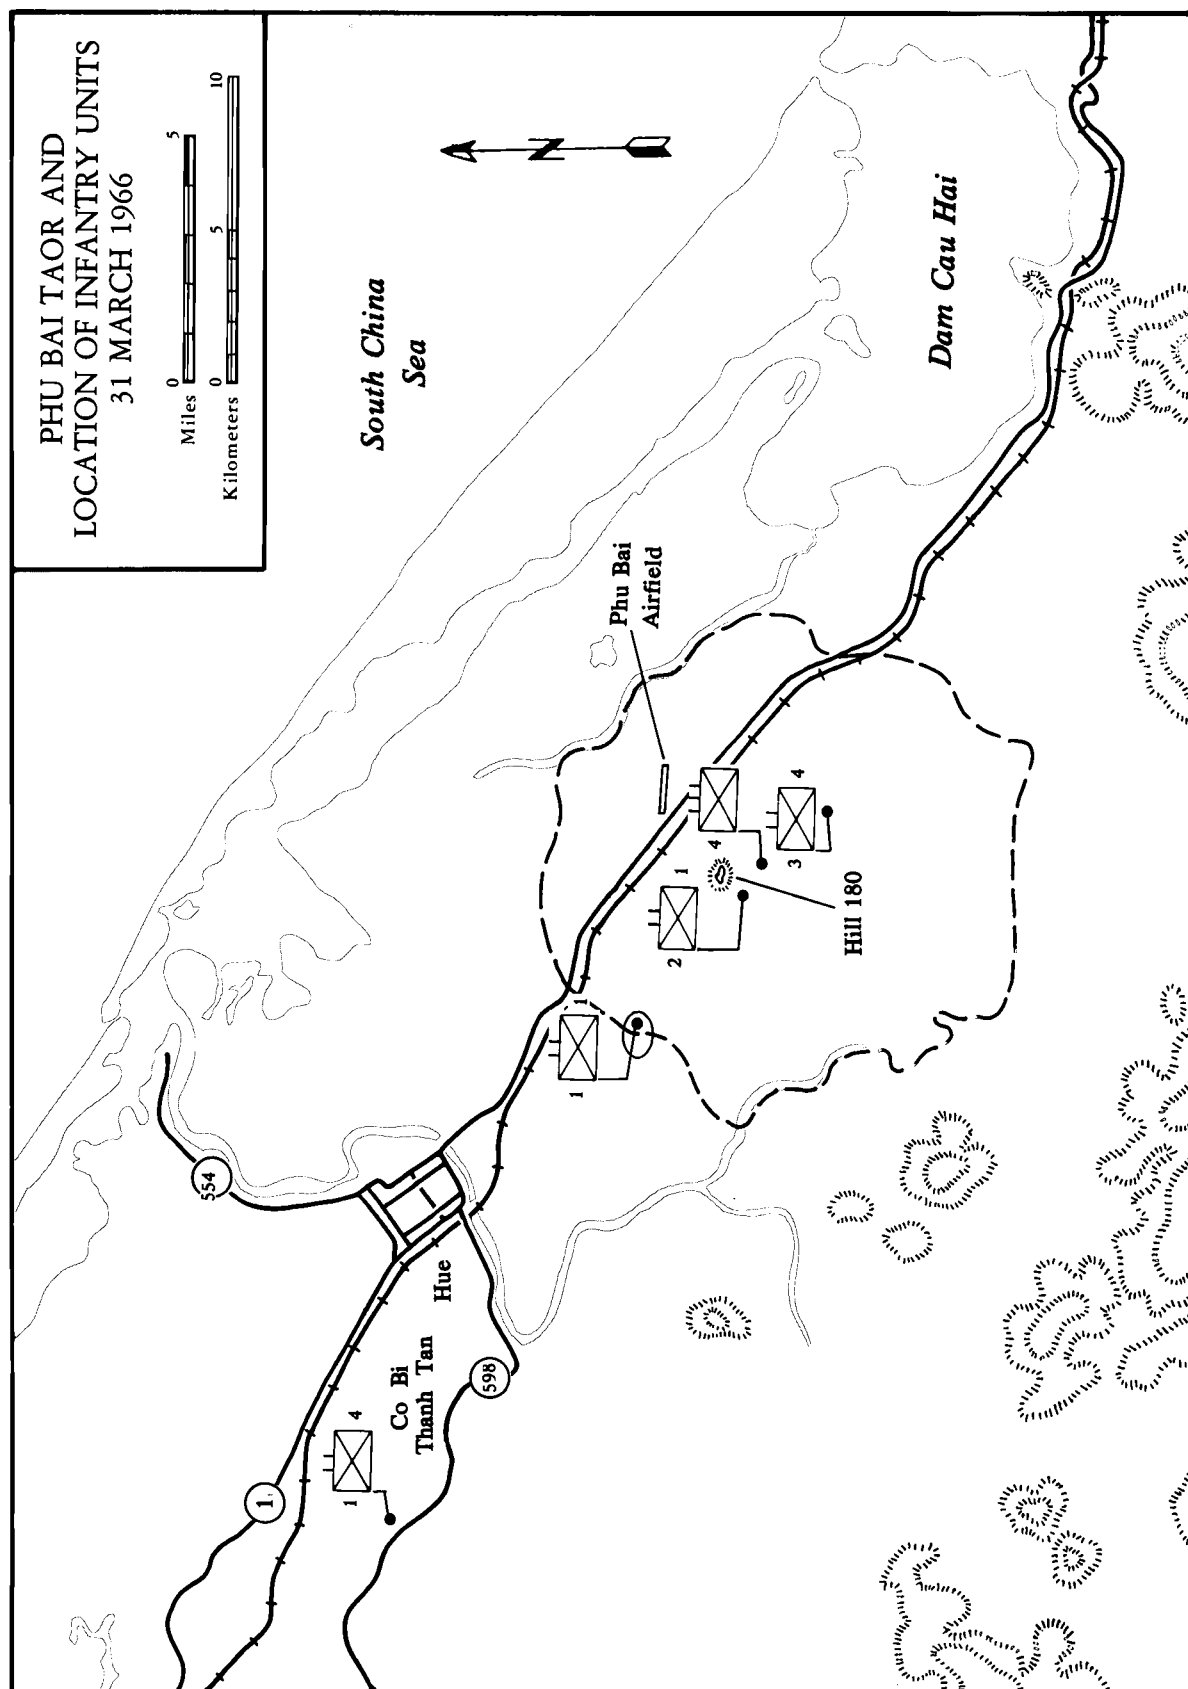 PHU BAI TAOR AND
LOCATION OF INFANTRY UNITS
31 MARCH 1966
0 5
Miles
0 5 10
Kilometers
N
South China
Sea
Dam Cau Hai
Phu Bai
Airfield
554
1
Hue
Co Bi
Thanh Tan
598
1 4
1 1
2 1
4
3 4
Hill 180